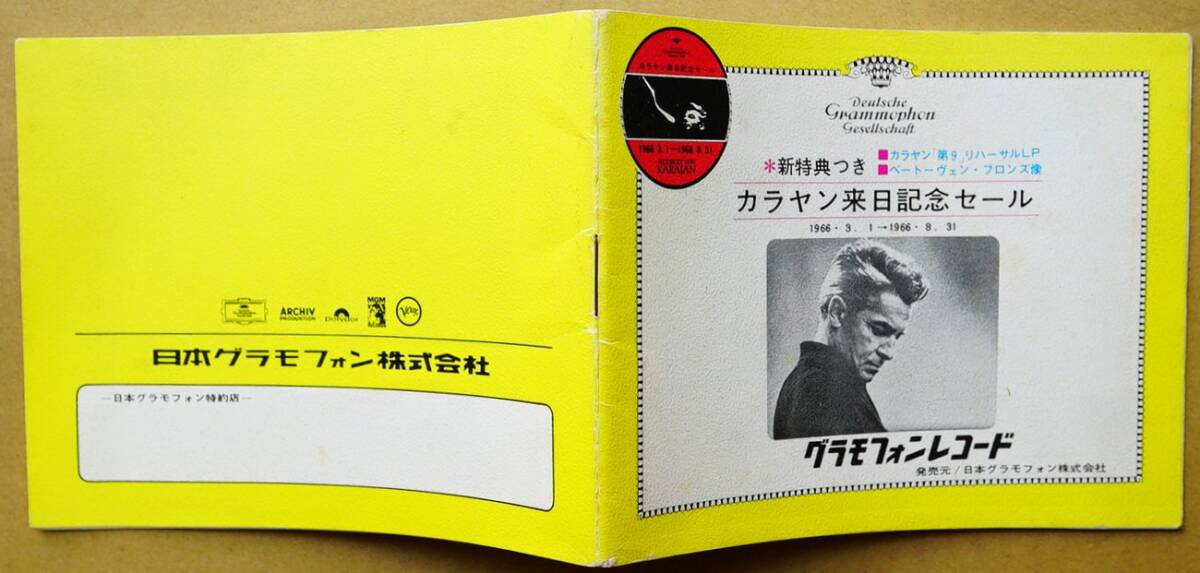 ARCHIV
PRODUKTION
Polydor
MGM
Verve
日本グラモフォン株式会社
―日本グラモフォン特約店―
カラヤン来日記念セール
1966.3.1→1966.8.31
HERBERT VON
KARAJAN
Deutsche
Grammophon
Gesellschaft
*新特典つき
■カラヤン「第9」リハーサルLP
■ベートーヴェン・ブロンズ像
カラヤン来日記念セール
1966・3.1→1966・8.31
グラモフォンレコード
発売元/日本グラモフォン株式会社